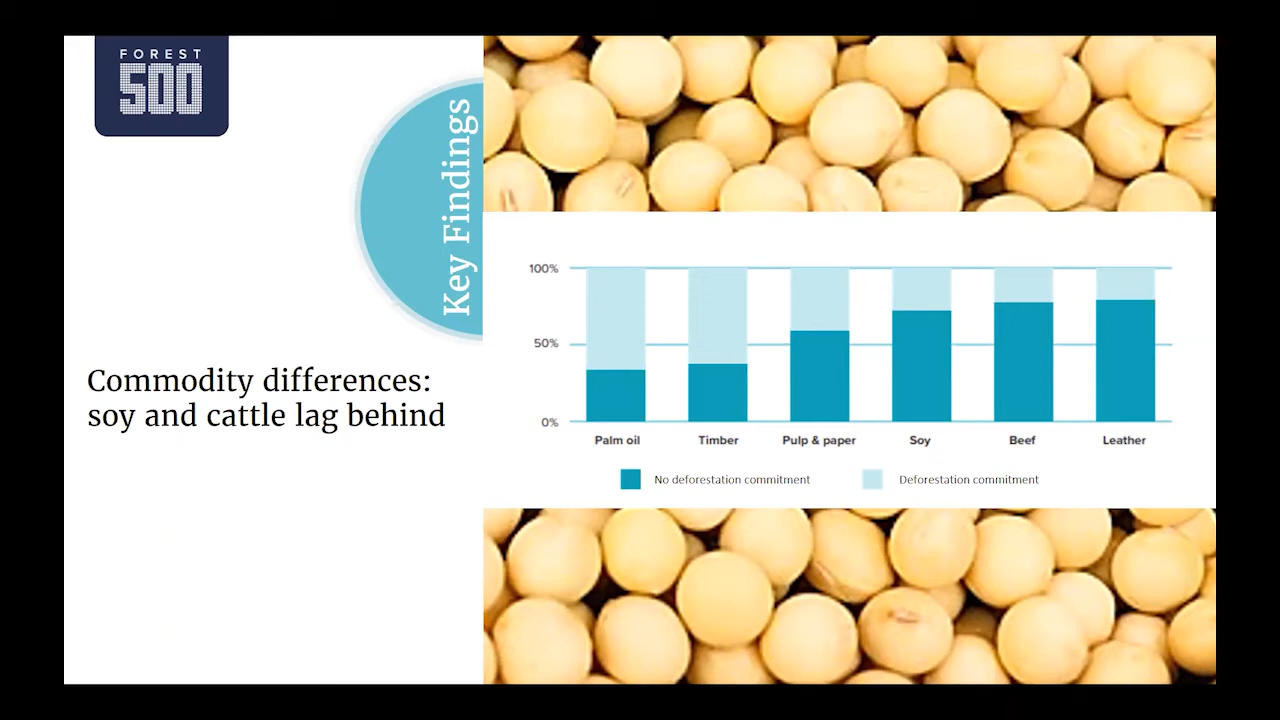 FOREST
500
Key Findings
Commodity differences:
soy and cattle lag behind
100%
50%
0%
Palm oil
Timber
Pulp & paper
Soy
Beef
Leather
No deforestation commitment
Deforestation commitment